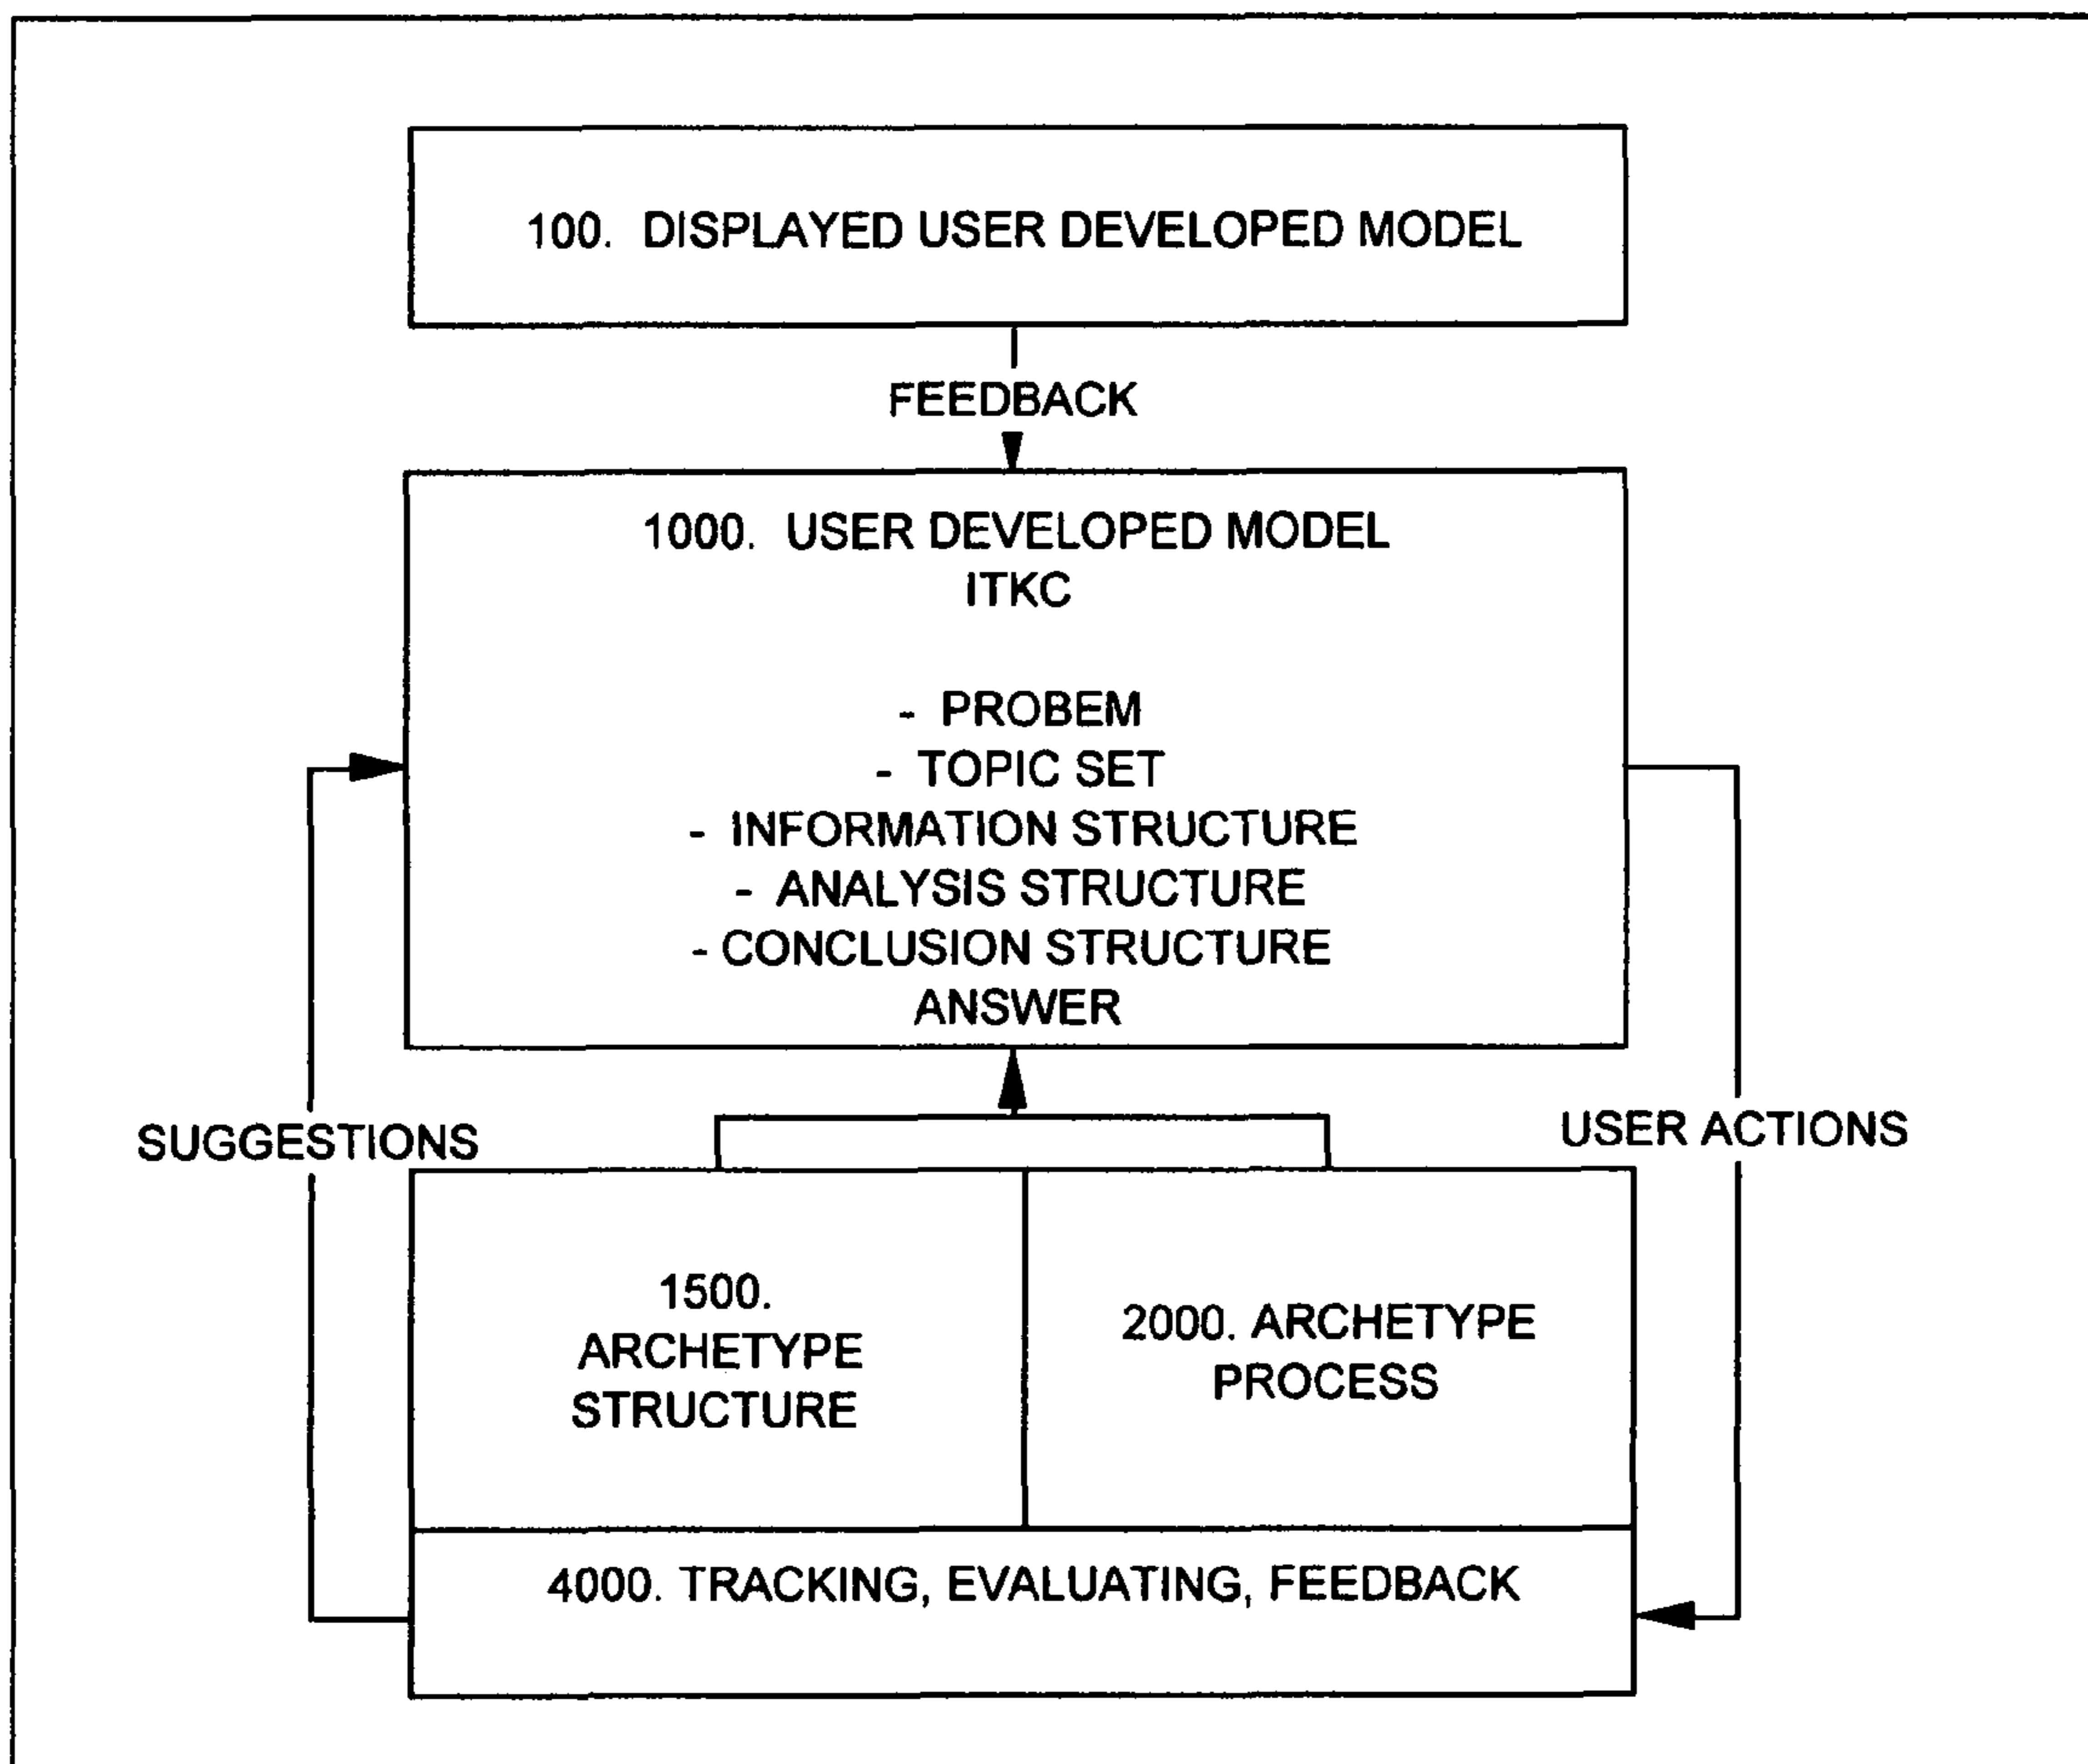 100. DISPLAYED USER DEVELOPED MODEL
FEEDBACK
1000. USER DEVELOPED MODEL
ITKC
- PROBEM
- TOPIC SET
- INFORMATION STRUCTURE
- ANALYSIS STRUCTURE
- CONCLUSION STRUCTURE
ANSWER
SUGGESTIONS
USER ACTIONS
1500.
ARCHETYPE
STRUCTURE
2000. ARCHETYPE
PROCESS
4000. TRACKING, EVALUATING, FEEDBACK